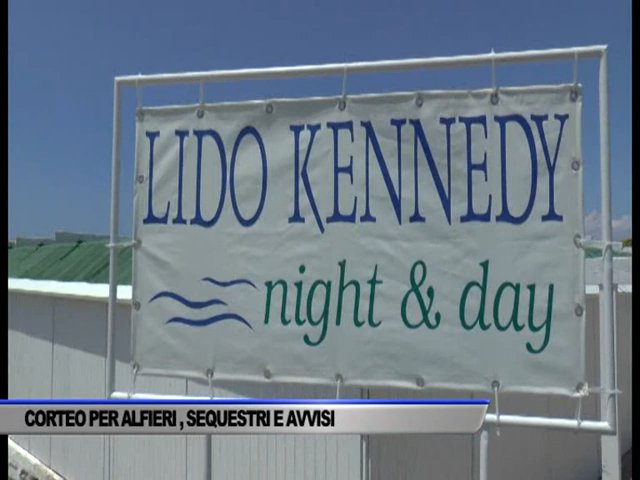 LIDO KENNEDY
night & day
CORTEO PER ALFIERI , SEQUESTRI E AVVISI